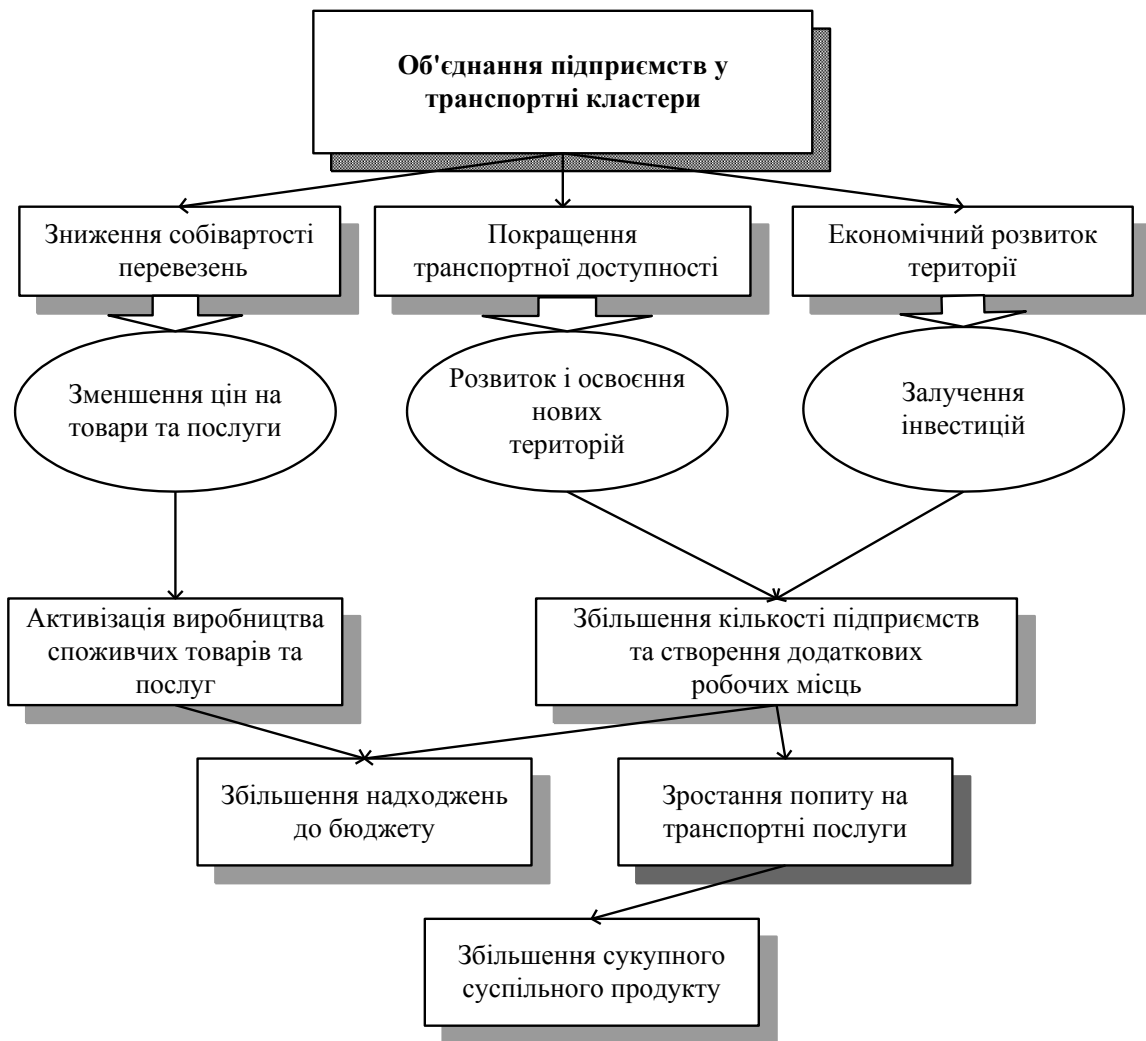 Об'єднання підприємств у
транспортні кластери
Зниження собівартості
перевезень
Покращення
транспортної доступності
Економічний розвиток
території
Зменшення цін на
товари та послуги
Розвиток і освоєння
нових
територій
Залучення
інвестицій
Активізація виробництва
споживчих товарів та
послуг
Збільшення кількості підприємств
та створення додаткових
робочих місць
Збільшення надходжень
до бюджету
Зростання попиту на
транспортні послуги
Збільшення сукупного
суспільного продукту